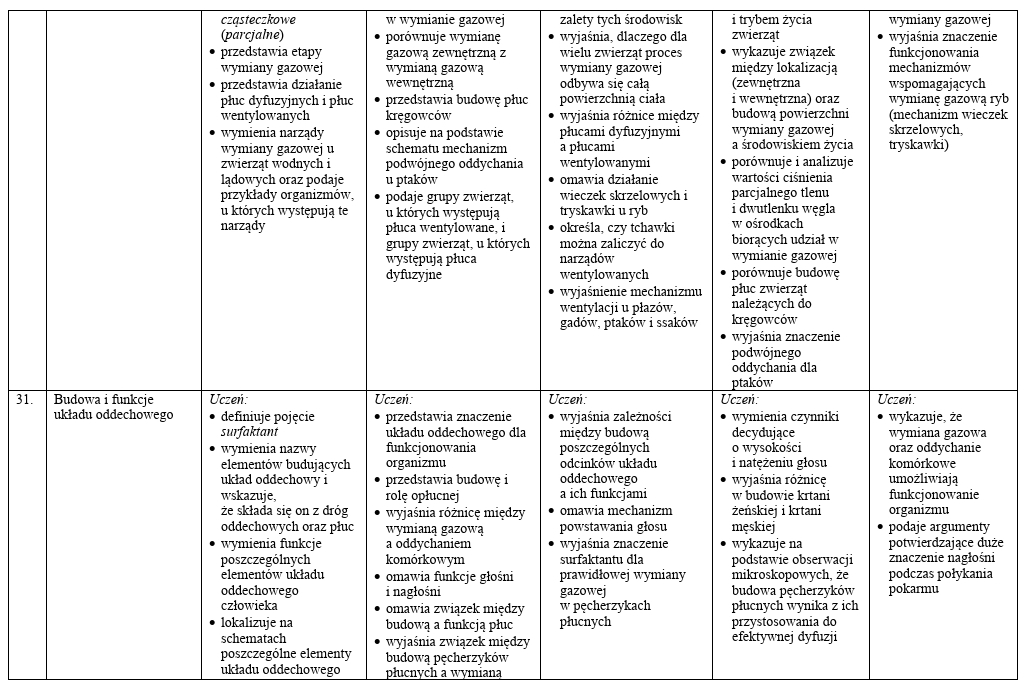 cząsteczkowe
(parcjalne)
• przedstawia etapy
wymiany gazowej
• przedstawia działanie
płuc dyfuzyjnych i płuc
wentylowanych
• wymienia narządy
wymiany gazowej u
zwierząt wodnych i
lądowych oraz podaje
przykłady organizmów,
u których występują te
narządy
w wymianie gazowej
• porównuje wymianę
gazową zewnętrzną z
wymianą gazową
wewnętrzną
• przedstawia budowę płuc
kręgowców
• opisuje na podstawie
schematu mechanizm
podwójnego oddychania
u ptaków
• podaje grupy zwierząt,
u których występują
płuca wentylowane, i
grupy zwierząt, u których
występują płuca
dyfuzyjne
zalety tych środowisk
• wyjaśnia, dlaczego dla
wielu zwierząt proces
wymiany gazowej
odbywa się całą
powierzchnią ciała
• wyjaśnia różnice między
płucami dyfuzyjnymi
a płucami
wentylowanymi
• omawia działanie
wieczek skrzelowych i
tryskawki u ryb
• określa, czy tchawki
można zaliczyć do
narządów
wentylowanych
• wyjaśnienie mechanizmu
wentylacji u płazów,
gadów, ptaków i ssaków
i trybem życia
zwierząt
• wykazuje związek
między lokalizacją
(zewnętrzna
i wewnętrzna) oraz
budową powierzchni
wymiany gazowej
a środowiskiem życia
• porównuje i analizuje
wartości ciśnienia
parcjalnego tlenu
i dwutlenku węgla
w ośrodkach
biorących udział w
wymianie gazowej
• porównuje budowę
płuc zwierząt
należących do
kręgowców
• wyjaśnia znaczenie
podwójnego
oddychania dla
ptaków
wymiany gazowej
• wyjaśnia znaczenie
funkcjonowania
mechanizmów
wspomagających
wymianę gazową ryb
(mechanizm wieczek
skrzelowych,
tryskawki)
31.
Budowa i funkcje
układu oddechowego
Uczeń:
• definiuje pojęcie
surfaktant
• wymienia nazwy
elementów budujących
układ oddechowy i
wskazuje,
że składa się on z dróg
oddechowych oraz płuc
• wymienia funkcje
poszczególnych
elementów układu
oddechowego
człowieka
• lokalizuje na
schematach
poszczególne elementy
układu oddechowego
Uczeń:
• przedstawia znaczenie
układu oddechowego dla
funkcjonowania
organizmu
• przedstawia budowę i
rolę opłucnej
• wyjaśnia różnicę między
wymianą gazową
a oddychaniem
komórkowym
• omawia funkcje głośni
i nagłośni
• omawia związek między
budową a funkcją płuc
• wyjaśnia związek między
budową pęcherzyków
płucnych a wymianą
Uczeń:
• wyjaśnia zależności
między budową
poszczególnych
odcinków układu
oddechowego
a ich funkcjami
• omawia mechanizm
powstawania głosu
• wyjaśnia znaczenie
surfaktantu dla
prawidłowej wymiany
gazowej
w pęcherzykach
płucnych
Uczeń:
• wymienia czynniki
decydujące
o wysokości
i natężeniu głosu
• wyjaśnia różnicę
w budowie krtani
żeńskiej i krtani
męskiej
• wykazuje na
podstawie obserwacji
mikroskopowych, że
budowa pęcherzyków
płucnych wynika z ich
przystosowania do
efektywnej dyfuzji
Uczeń:
• wykazuje, że
wymiana gazowa
oraz oddychanie
komórkowe
umożliwiają
funkcjonowanie
organizmu
• podaje argumenty
potwierdzające duże
znaczenie nagłośni
podczas połykania
pokarmu